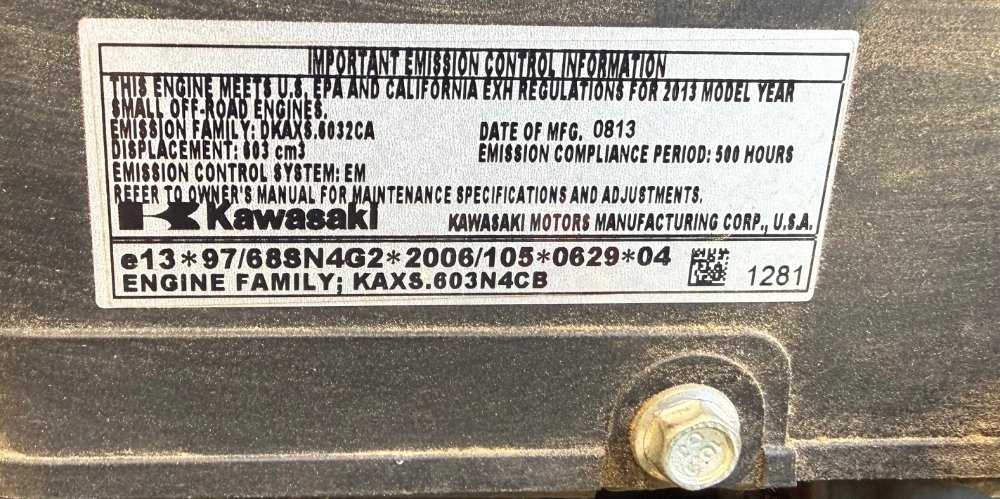 IMPORTANT EMISSION CONTROL INFORMATION
THIS ENGINE MEETS U.S. EPA AND CALIFORNIA EXH REGULATIONS FOR 2013 MODEL YEAR
SMALL OFF-ROAD ENGINES.
EMISSION FAMILY: DKAXS.6032CA DATE OF MFG. 0813
DISPLACEMENT: 603 cm3 EMISSION COMPLIANCE PERIOD: 500 HOURS
EMISSION CONTROL SYSTEM: EM
REFER TO OWNER'S MANUAL FOR MAINTENANCE SPECIFICATIONS AND ADJUSTMENTS.
Kawasaki KAWASAKI MOTORS MANUFACTURING CORP., U.S.A.
e13*97/68SN4G2*2006/105*0629*04
ENGINE FAMILY; KAXS.603N4CB 1281